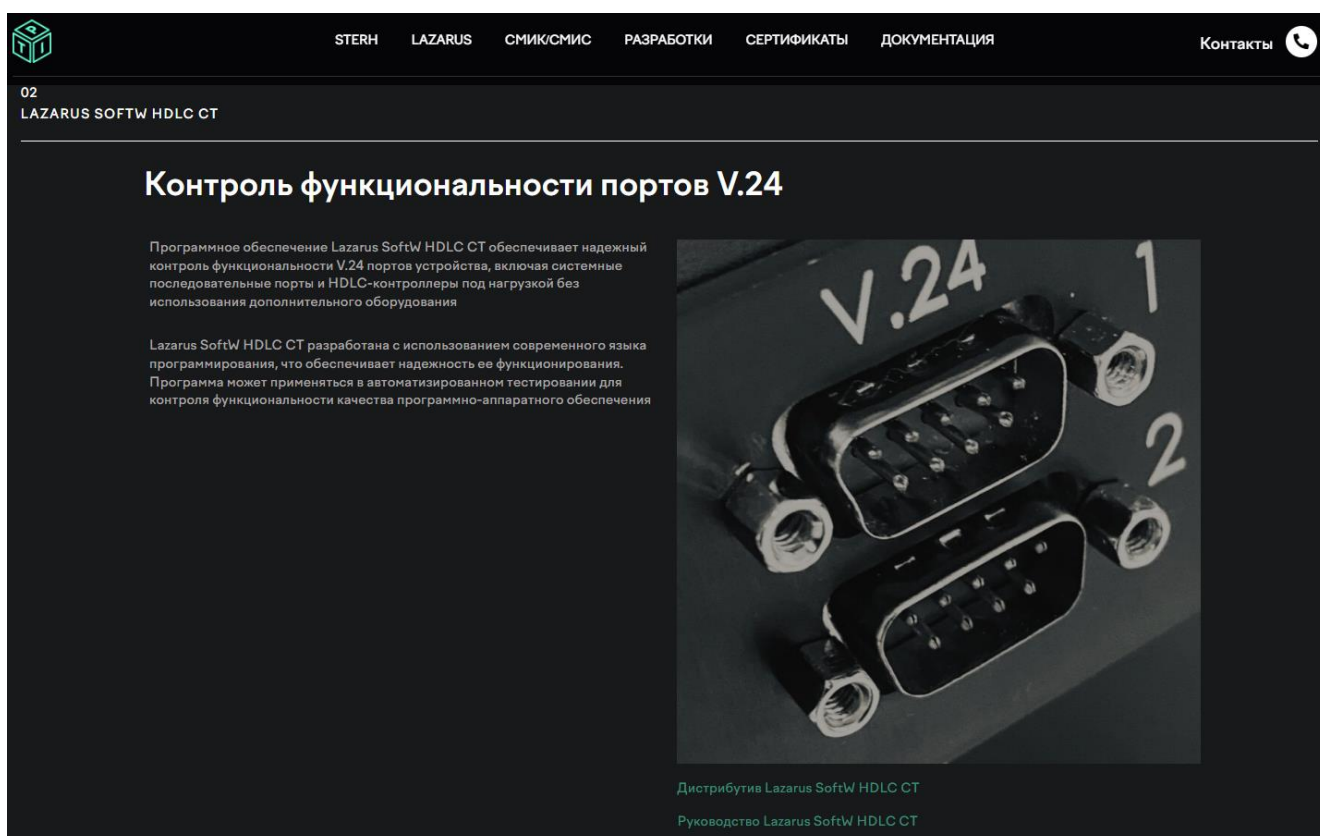 РТІ
STERH LAZARUS СМИК/СМИС РАЗРАБОТКИ СЕРТИФИКАТЫ ДОКУМЕНТАЦИЯ Контакты
02
LAZARUS SOFTW HDLC CT
Контроль функциональности портов V.24
Программное обеспечение Lazarus SoftW HDLC CT обеспечивает надежный
контроль функциональности V.24 портов устройства, включая системные
последовательные порты и HDLC-контроллеры под нагрузкой без
использования дополнительного оборудования
Lazarus SoftW HDLC CT разработана с использованием современного языка
программирования, что обеспечивает надежность ее функционирования.
Программа может применяться в автоматизированном тестировании для
контроля функциональности качества программно-аппаратного обеспечения
V.24
1
2
Дистрибутив Lazarus SoftW HDLC CT
Руководство Lazarus SoftW HDLC CT